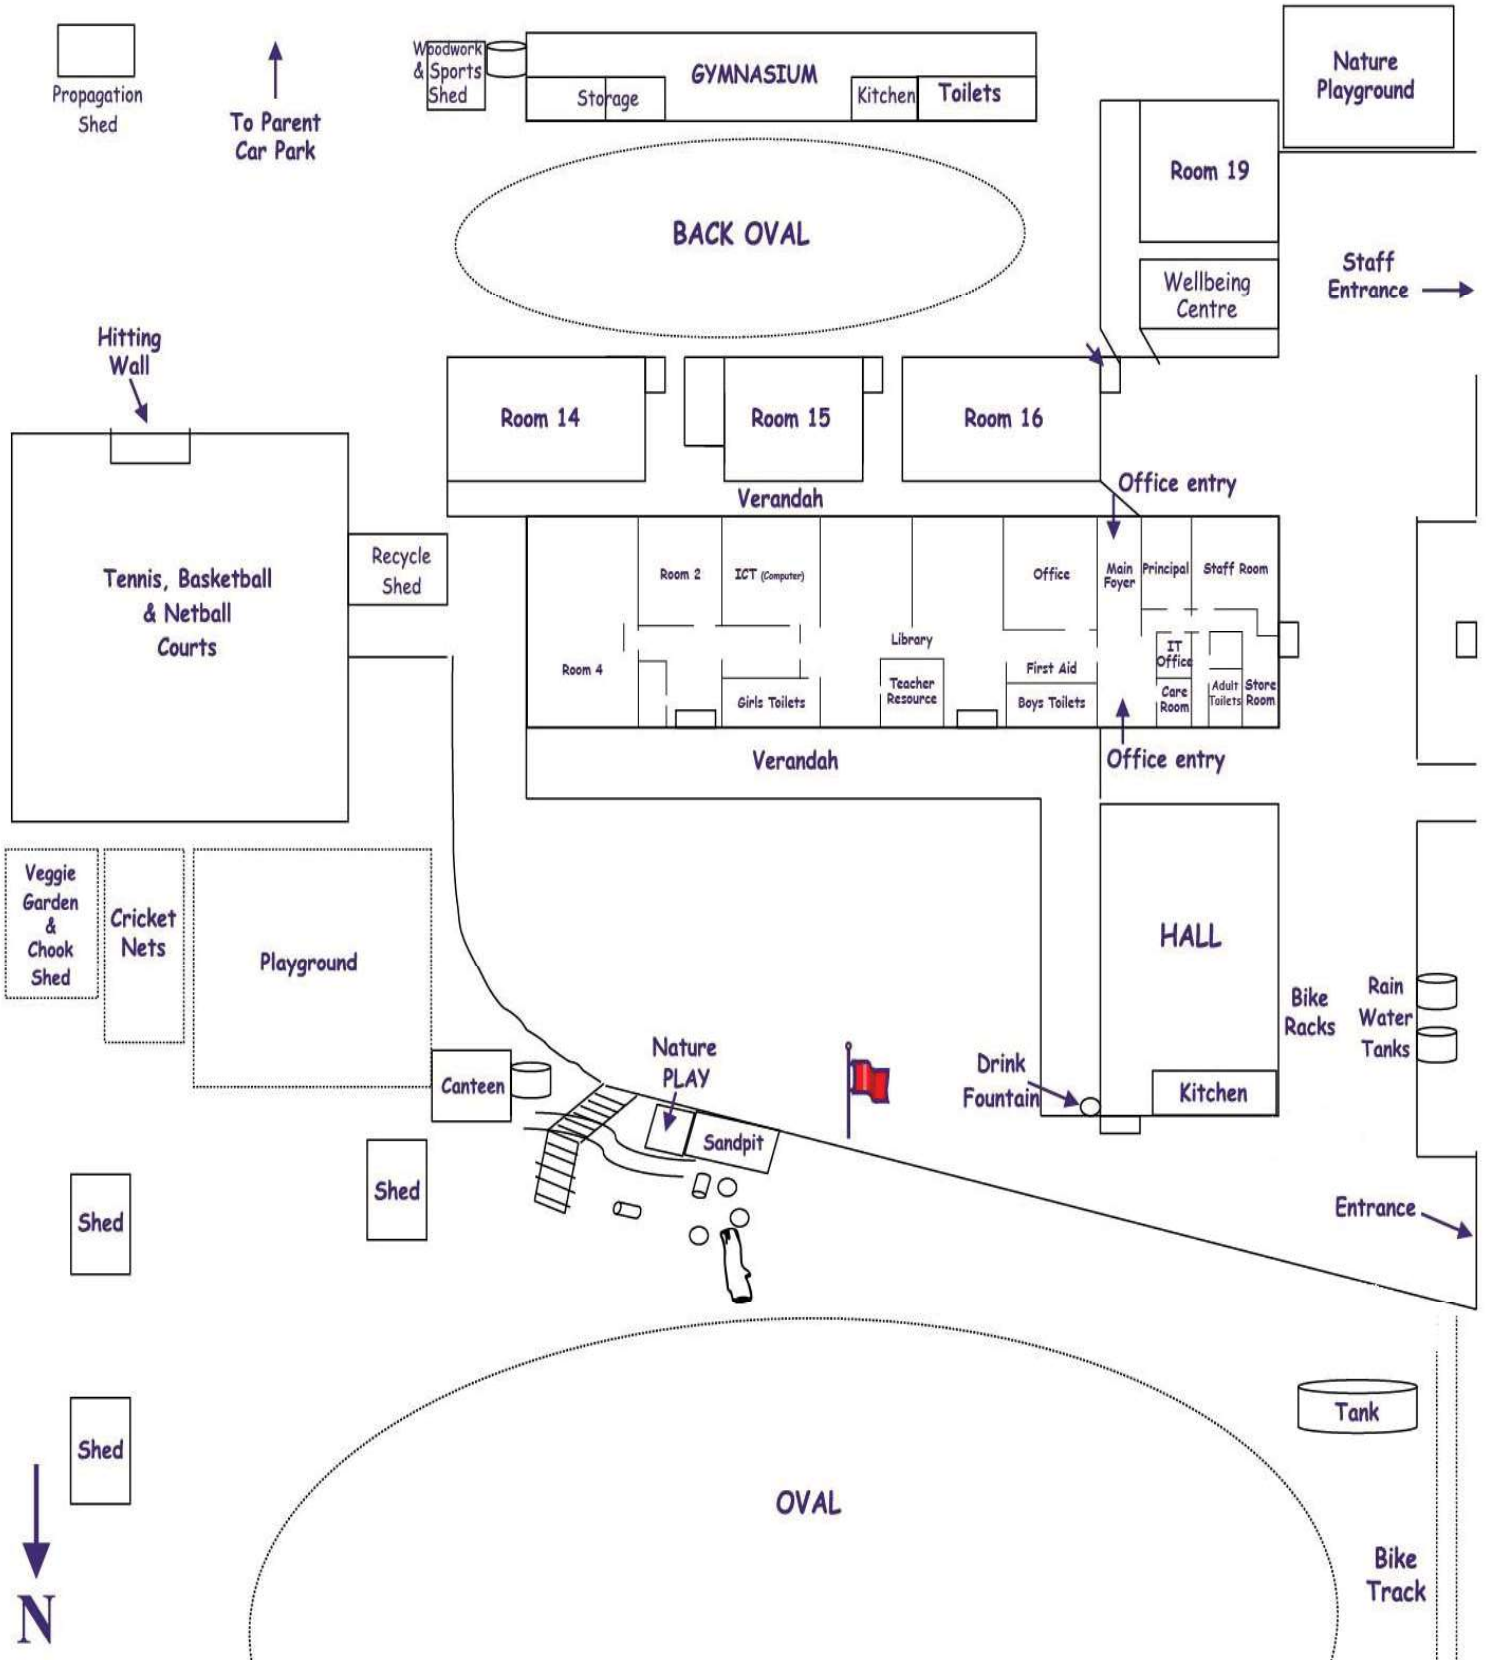 Propagation
Shed
To Parent
Car Park
Woodwork
& Sports
Shed
GYMNASIUM
Storage
Kitchen
Toilets
Nature
Playground
Room 19
BACK OVAL
Wellbeing
Centre
Staff
Entrance
Hitting
Wall
Room 14
Room 15
Room 16
Verandah
Office entry
Tennis, Basketball
& Netball
Courts
Recycle
Shed
Room 2
ICT (Computer)
Office
Main
Foyer
Principal
Staff Room
Library
Room 4
First Aid
IT
Office
Girls Toilets
Teacher
Resource
Boys Toilets
Care
Room
Adult
Toilets
Store
Room
Verandah
Office entry
Veggie
Garden
&
Chook
Shed
Cricket
Nets
Playground
HALL
Bike
Racks
Rain
Water
Tanks
Canteen
Nature
PLAY
Drink
Fountain
Kitchen
Sandpit
Shed
Shed
Entrance
Shed
Tank
OVAL
Bike
Track
N